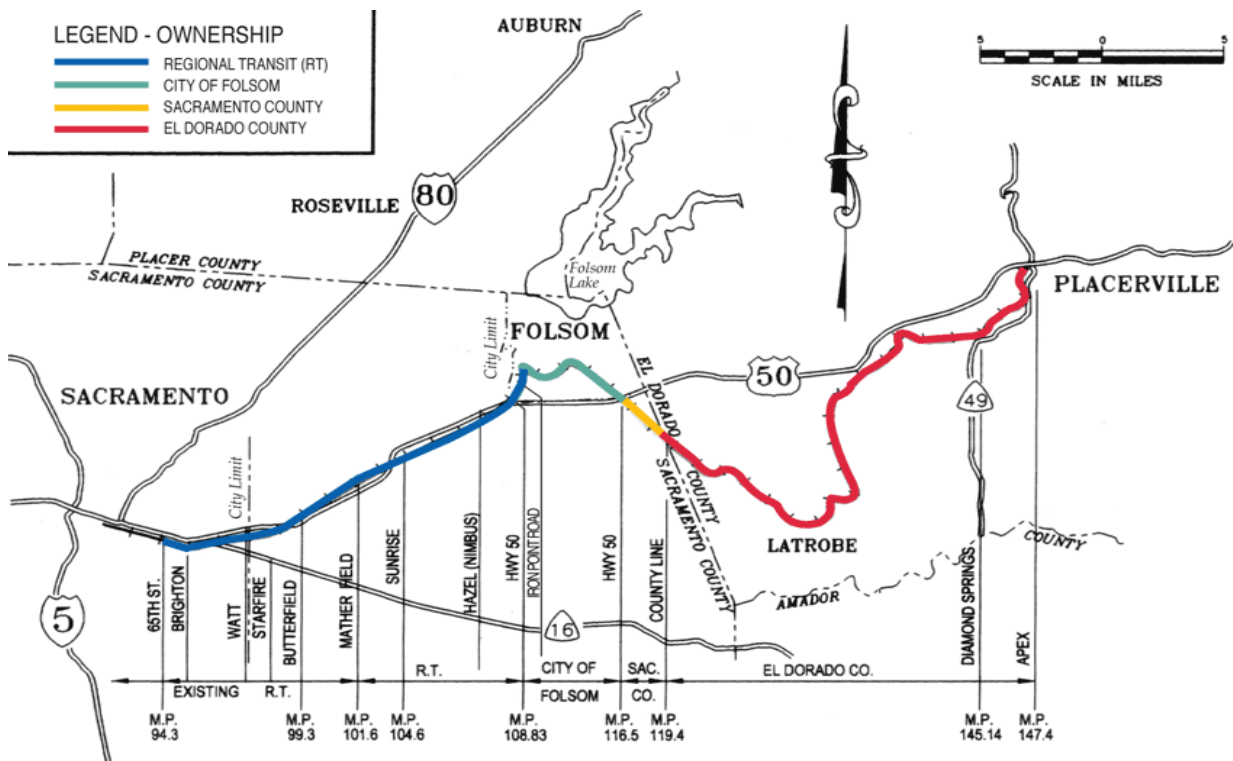 LEGEND - OWNERSHIP
REGIONAL TRANSIT (RT)
CITY OF FOLSOM
SACRAMENTO COUNTY
EL DORADO COUNTY
AUBURN
5 0 5
SCALE IN MILES
ROSEVILLE
80
PLACER COUNTY
SACRAMENTO COUNTY
Folsom
Lake
FOLSOM
City Limit
PLACERVILLE
SACRAMENTO
50
49
EL DORADO COUNTY
SACRAMENTO COUNTY
City Limit
LATROBE
AMADOR COUNTY
5
16
65TH ST.
BRIGHTON
WATT
STARFIRE
BUTTERFIELD
MATHER FIELD
SUNRISE
HAZEL (NIMBUS)
HWY 50
IRON POINT ROAD
HWY 50
COUNTY LINE
DIAMOND SPRINGS
APEX
EXISTING R.T.
R.T.
CITY OF
FOLSOM
SAC.
CO.
EL DORADO CO.
M.P.
94.3
M.P.
99.3
M.P.
101.6
M.P.
104.6
M.P.
108.83
M.P.
116.5
M.P.
119.4
M.P.
145.14
M.P.
147.4